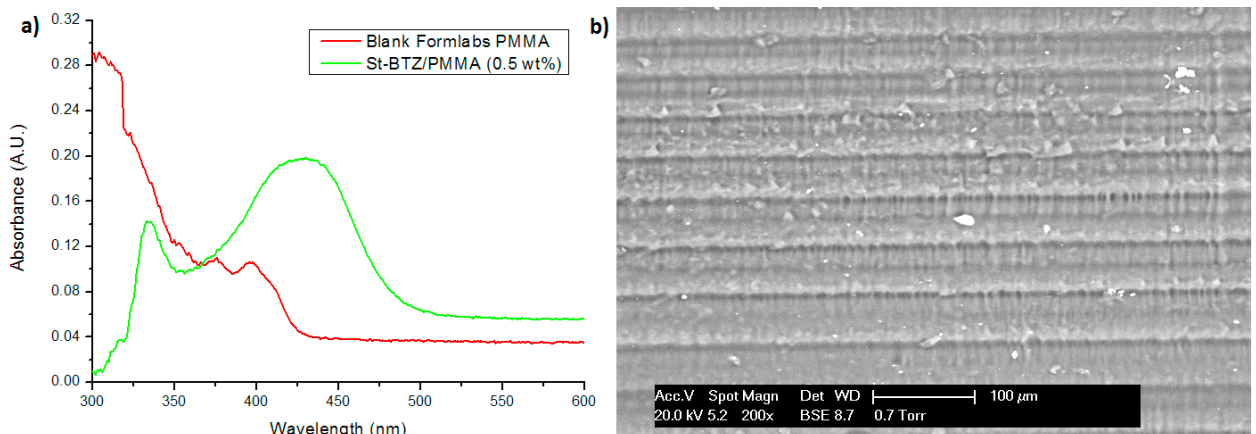 a)
0.32
0.28
0.24
0.20
0.16
0.12
0.08
0.04
0.00
Absorbance (A.U.)
Blank Formlabs PMMA
St-BTZ/PMMA (0.5 wt%)
300 350 400 450 500 550 600
Wavelength (nm)
b)
Acc.V Spot Magn Det WD 100 µm
20.0 kV 5.2 200x BSE 8.7 0.7 Torr